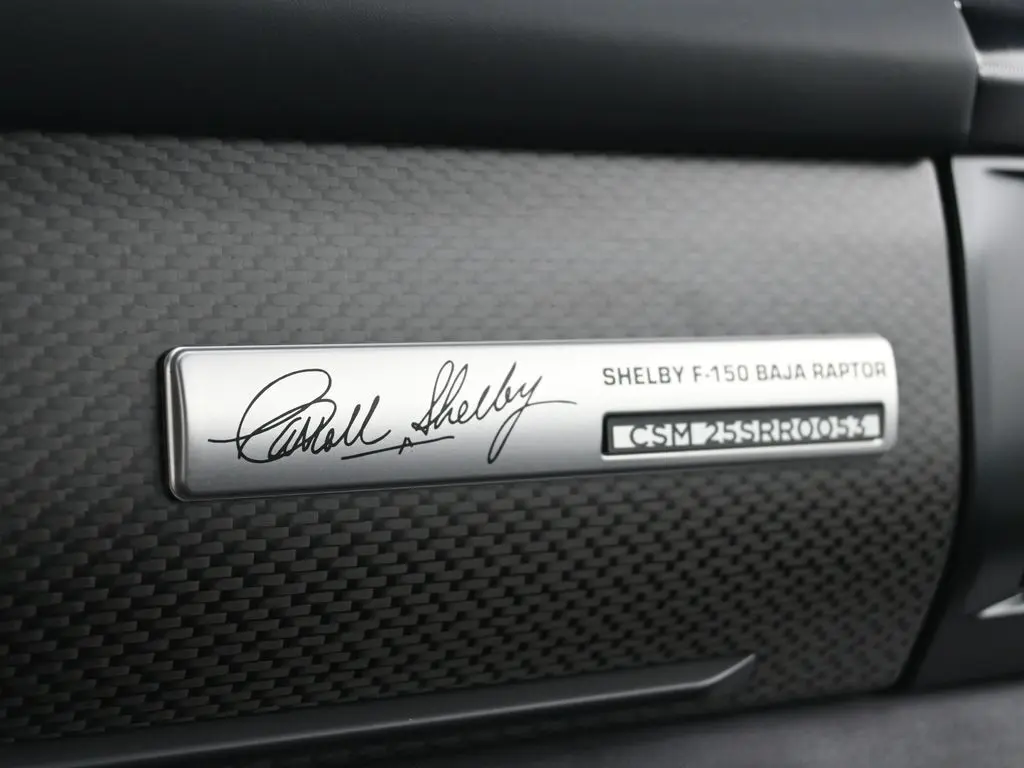 Carroll Shelby
SHELBY F-150 BAJA RAPTOR
CSM 25SRR0053